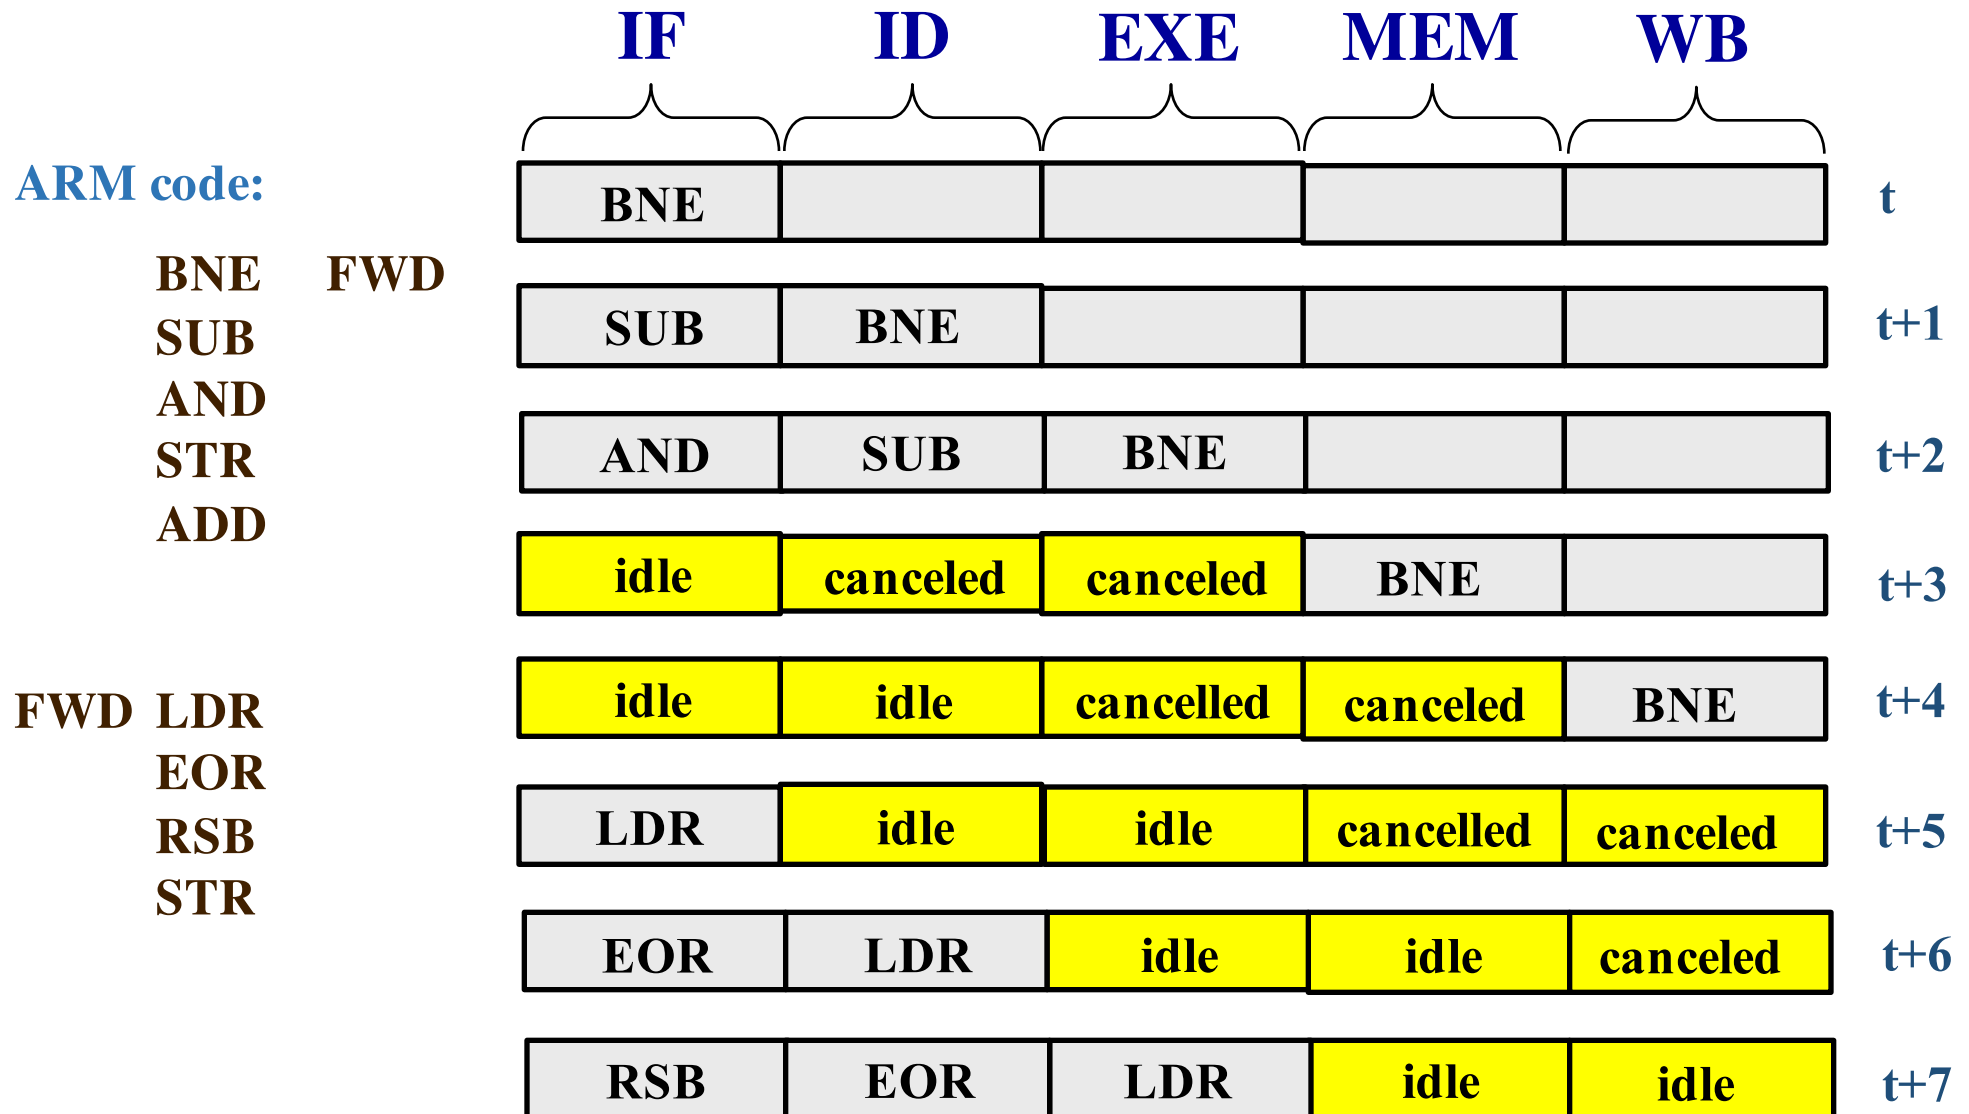 IF ID EXE MEM WB
ARM code:
BNE FWD
SUB
AND
STR
ADD
FWD LDR
EOR
RSB
STR
BNE t
SUB BNE t+1
AND SUB BNE t+2
idle canceled canceled BNE t+3
idle idle cancelled canceled BNE t+4
LDR idle idle cancelled canceled t+5
EOR LDR idle idle canceled t+6
RSB EOR LDR idle idle t+7